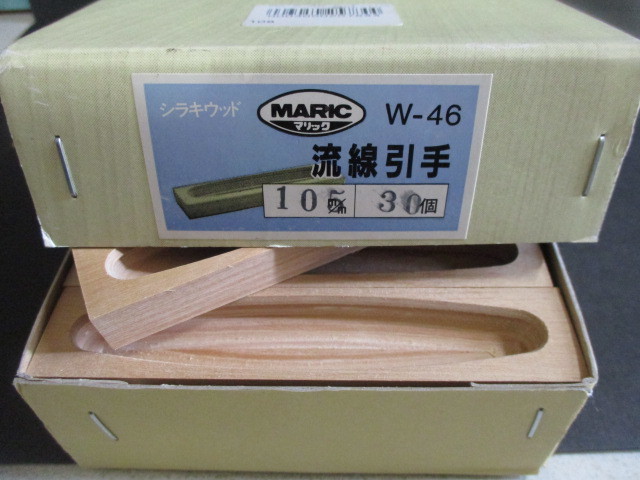 シラキウッド
MARIC
マリック
W-46
流線引手
105 30個